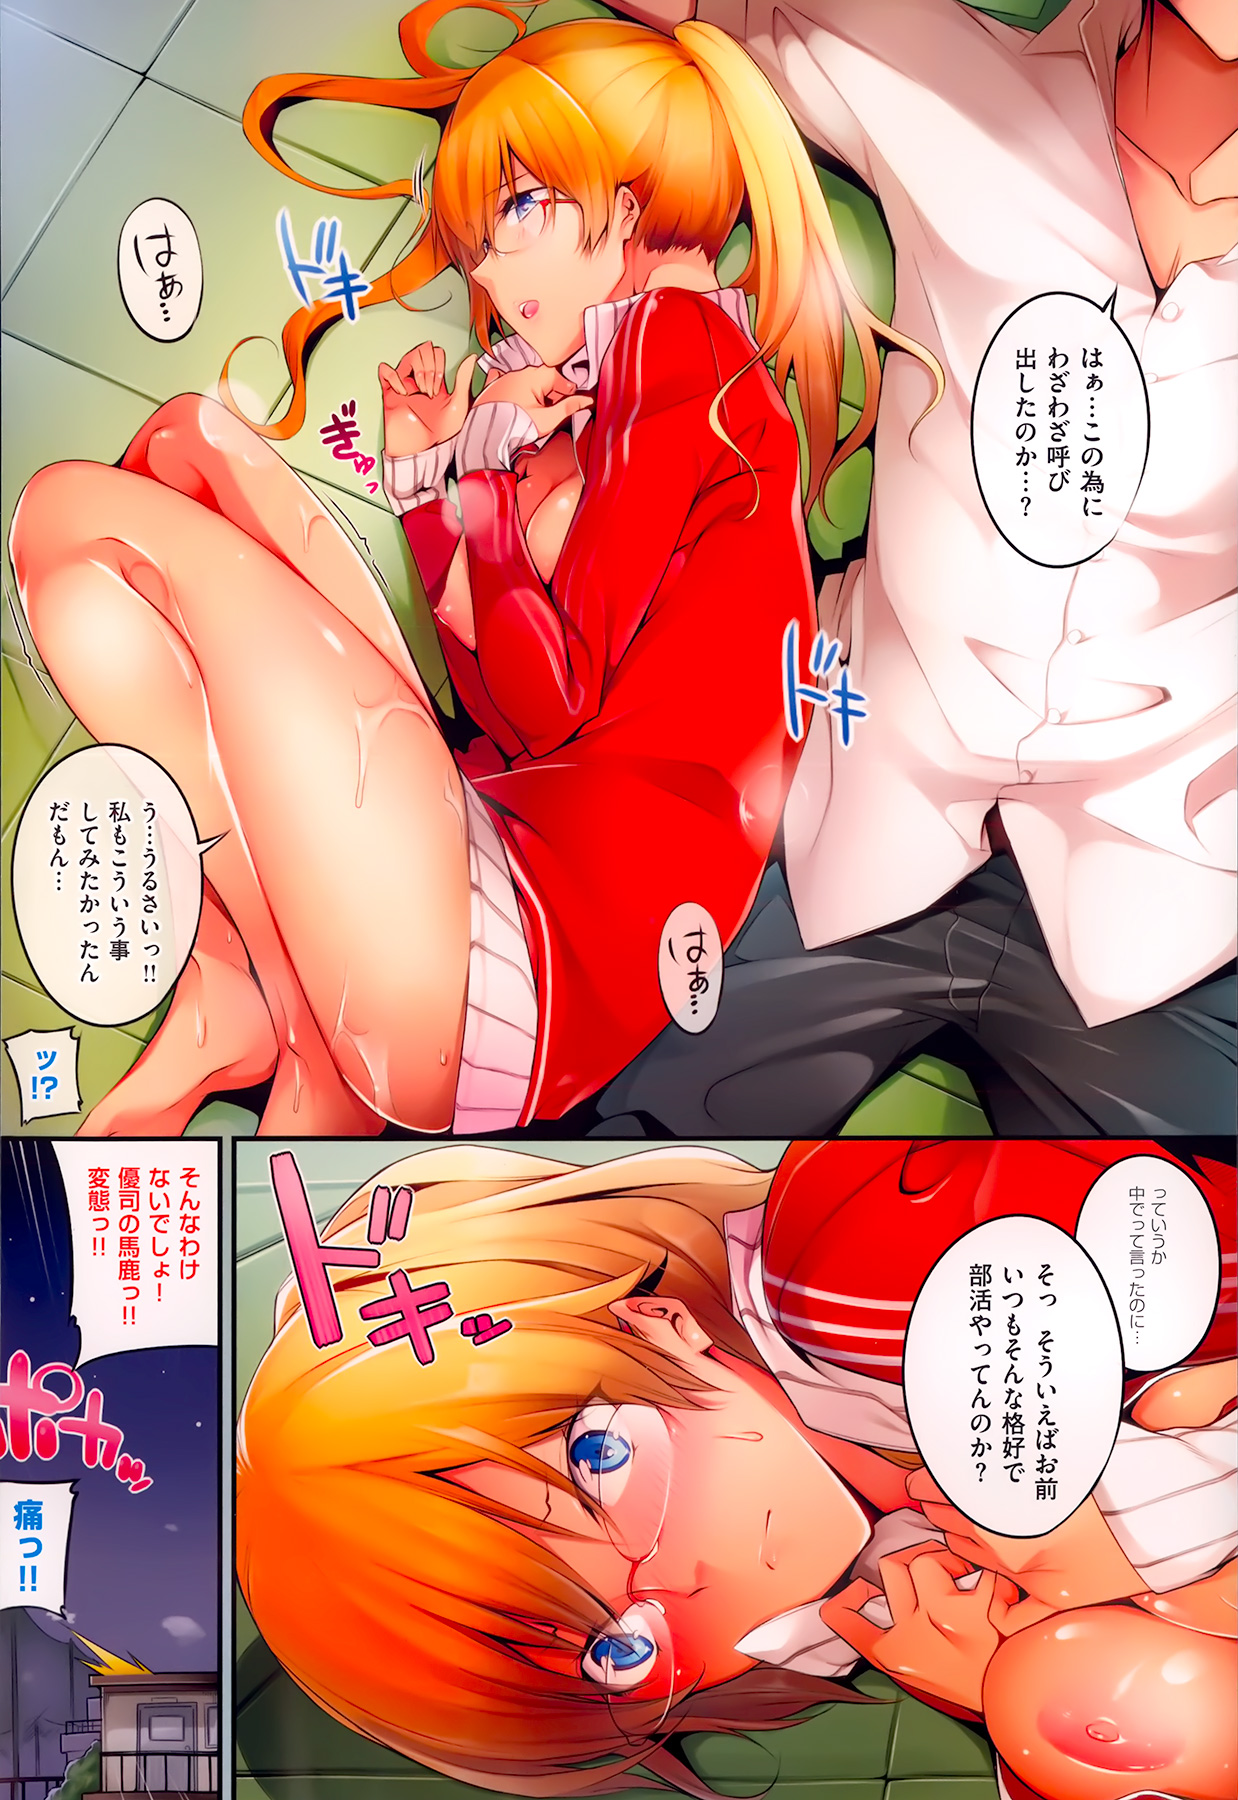 はぁ…この為に
わざわざ呼び
出したのか…？
はぁ…
ドキ
ぎゅっ
ドキ
はぁ…
う…うるさいっ!!
私もこういう事
してみたかったん
だもん…
っていうか
中でって言ったのに…
そっ そういえばお前
いつもそんな格好で
部活やってんのか？
ドキ
ッ!?
そんなわけ
ないでしょ！
優司の馬鹿っ!!
変態っ!!
ポカッ
痛っ!!